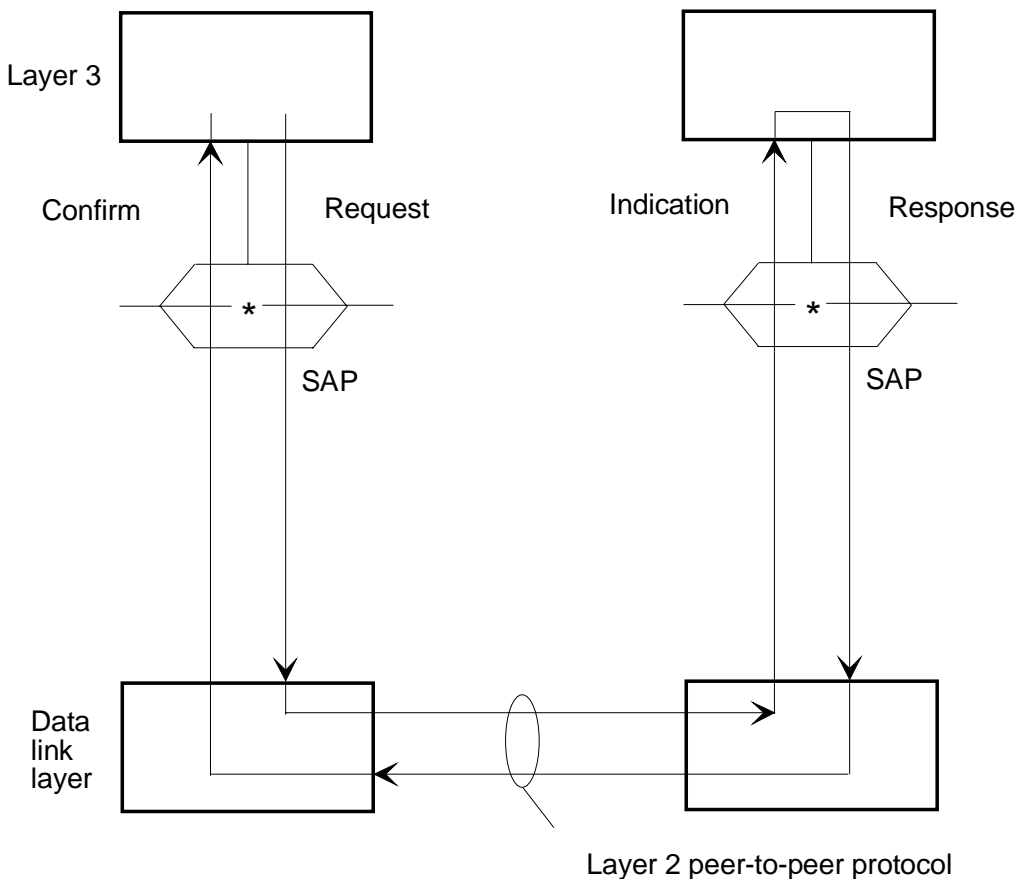 Layer 3
Confirm
Request
Indication
Response
*
*
SAP
SAP
Data
link
layer
Layer 2 peer-to-peer protocol